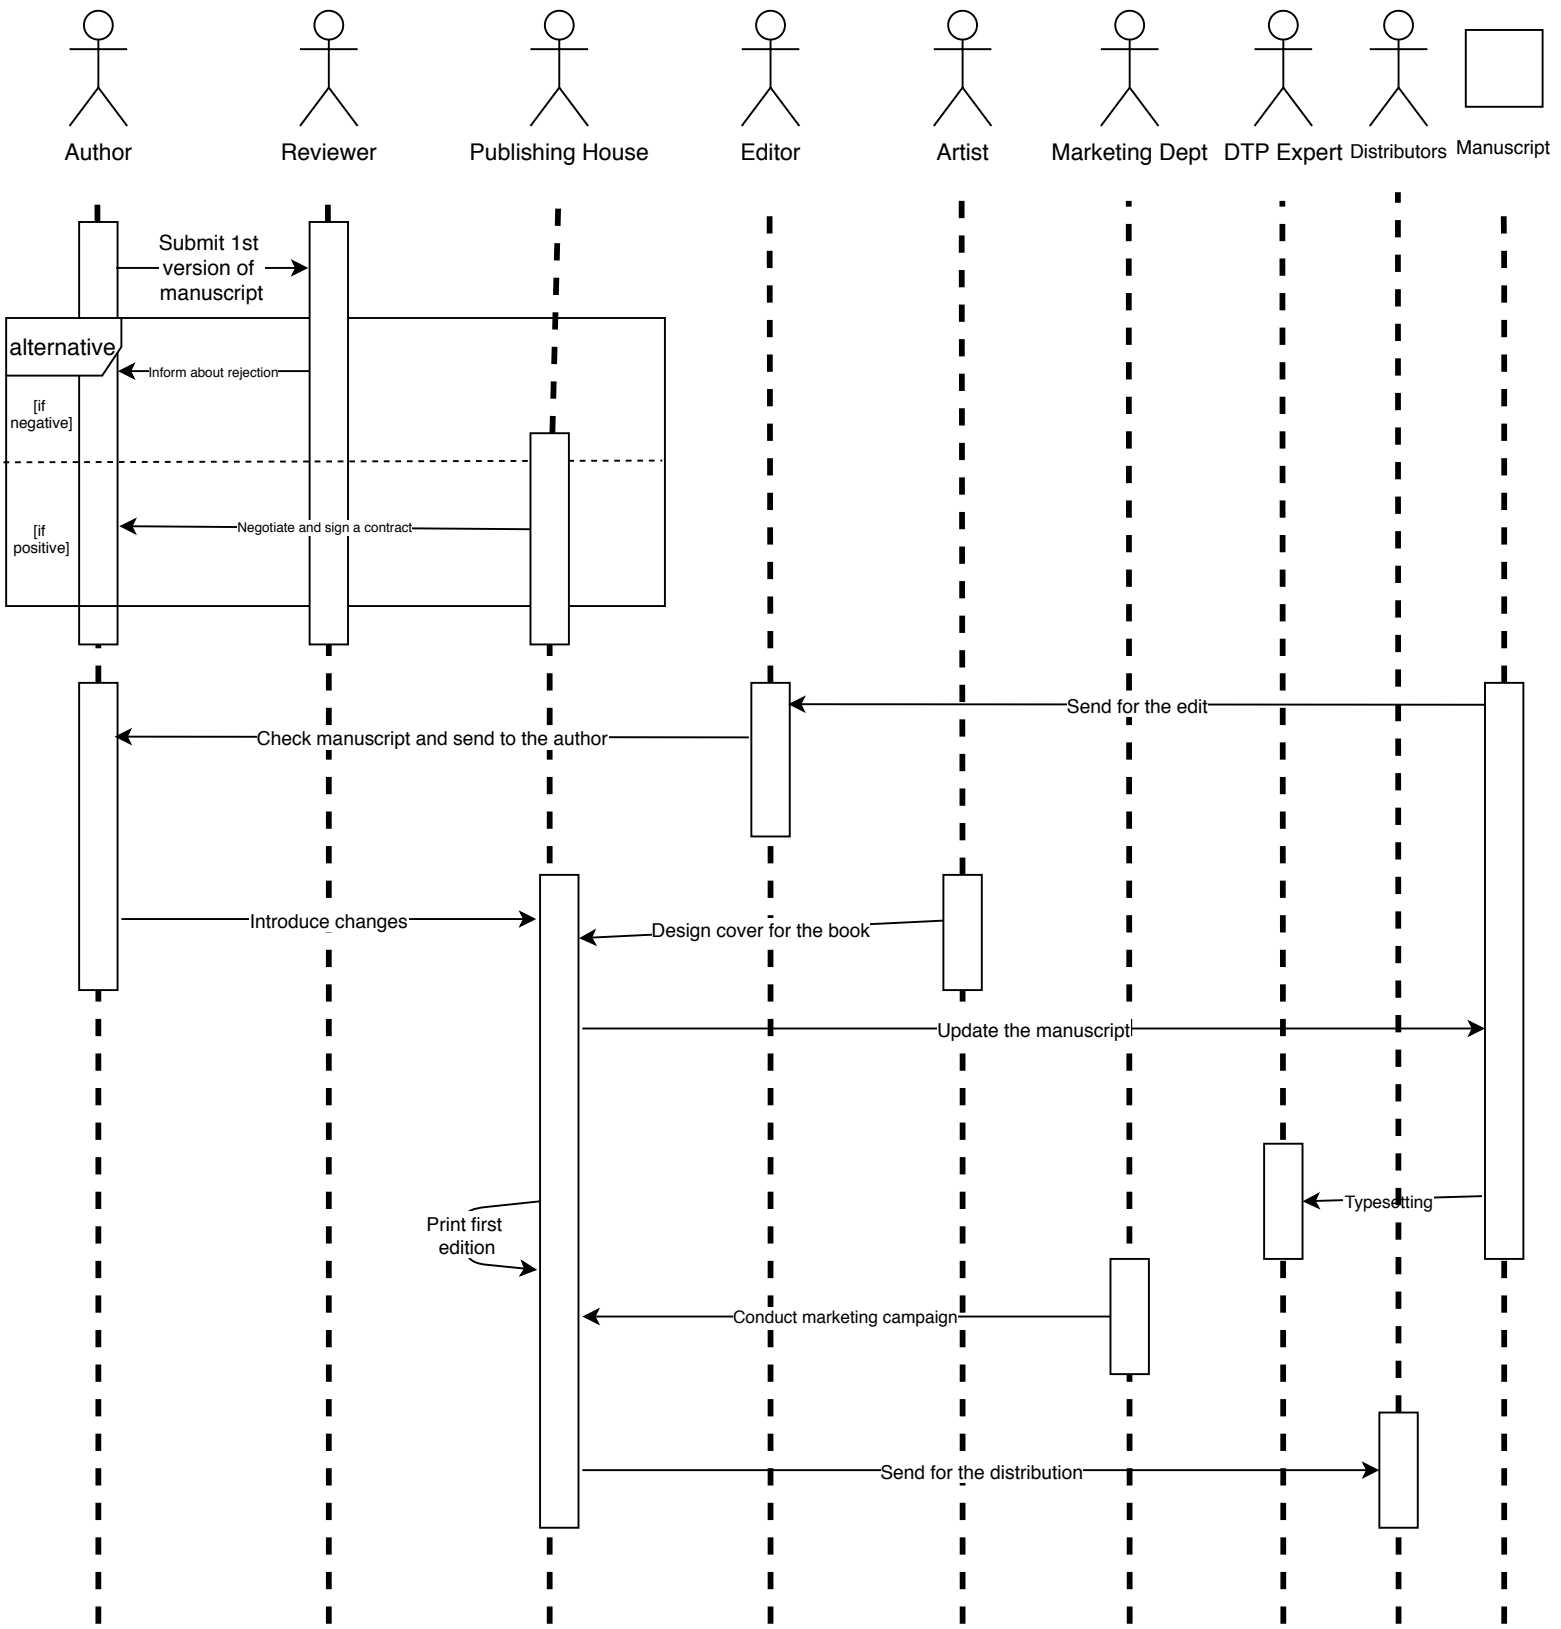 Author
Reviewer
Publishing House
Editor
Artist
Marketing Dept
DTP Expert
Distributors
Manuscript
Submit 1st
version of
manuscript
alternative
Inform about rejection
[if
negative]
Negotiate and sign a contract
[if
positive]
Send for the edit
Check manuscript and send to the author
Introduce changes
Design cover for the book
Update the manuscript
Typesetting
Print first
edition
Conduct marketing campaign
Send for the distribution